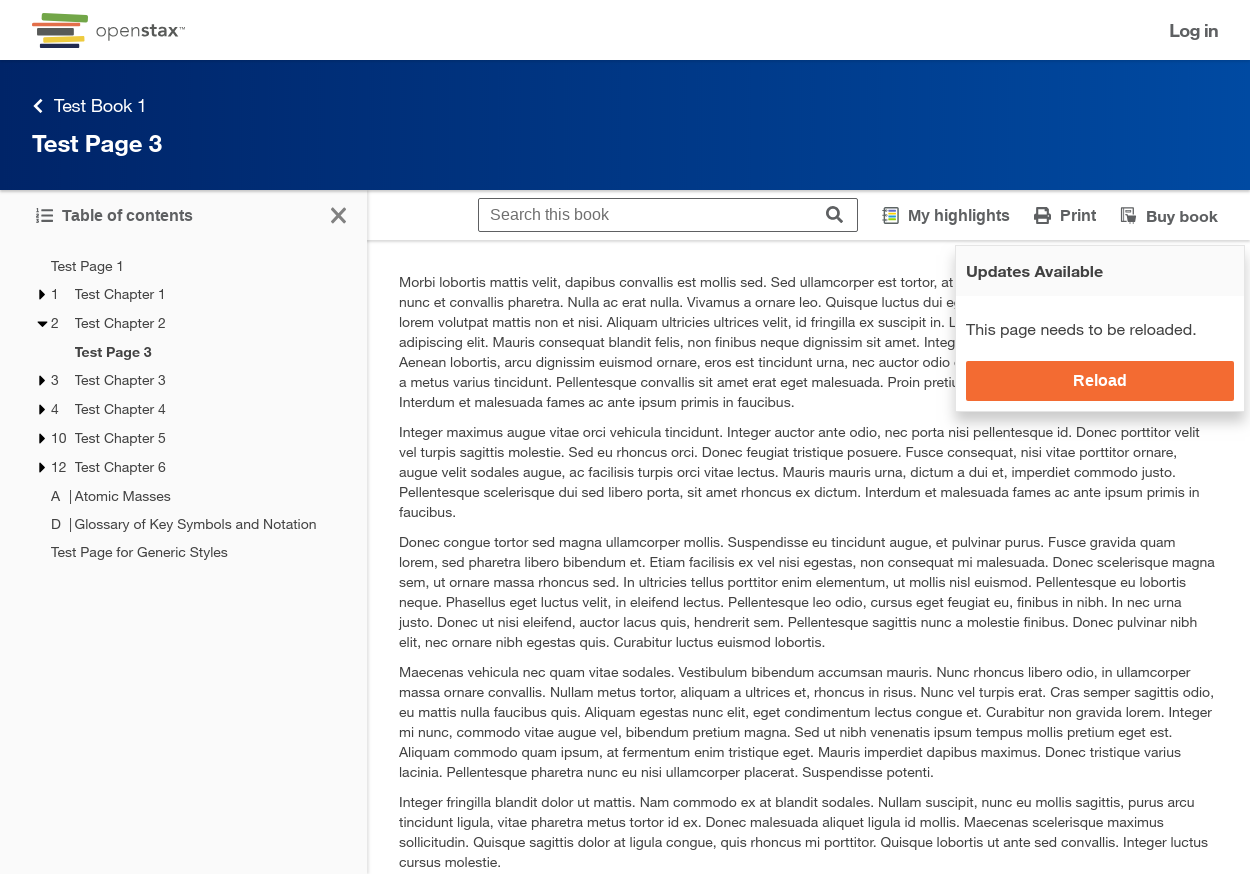 openstax™
Log in
Test Book 1
Test Page 3
Table of contents
Search this book
My highlights
Print
Buy book
Test Page 1
1 Test Chapter 1
2 Test Chapter 2
Test Page 3
3 Test Chapter 3
4 Test Chapter 4
10 Test Chapter 5
12 Test Chapter 6
A | Atomic Masses
D | Glossary of Key Symbols and Notation
Test Page for Generic Styles
Updates Available
This page needs to be reloaded.
Reload
Morbi lobortis mattis velit, dapibus convallis est mollis sed. Sed ullamcorper est tortor, at
nunc et convallis pharetra. Nulla ac erat nulla. Vivamus a ornare leo. Quisque luctus dui
lorem volutpat mattis non et nisi. Aliquam ultricies ultrices velit, id fringilla ex suscipit in.
adipiscing elit. Mauris consequat blandit felis, non finibus neque dignissim sit amet.
Aenean lobortis, arcu dignissim euismod ornare, eros est tincidunt urna, nec auctor odio
a metus varius tincidunt. Pellentesque convallis sit amet erat eget malesuada. Proin
Interdum et malesuada fames ac ante ipsum primis in faucibus.
Integer maximus augue vitae orci vehicula tincidunt. Integer auctor ante odio, nec porta nisi pellentesque id. Donec porttitor velit
vel turpis sagittis molestie. Sed eu rhoncus orci. Donec feugiat tristique posuere. Fusce consequat, nisi vitae porttitor ornare,
augue velit sodales augue, ac facilisis turpis orci vitae lectus. Mauris mauris urna, dictum a dui et, imperdiet commodo justo.
Pellentesque scelerisque dui sed libero porta, sit amet rhoncus ex dictum. Interdum et malesuada fames ac ante ipsum primis in
faucibus.
Donec congue tortor sed magna ullamcorper mollis. Suspendisse eu tincidunt augue, et pulvinar purus. Fusce gravida quam
lorem, sed pharetra libero bibendum et. Etiam facilisis ex vel nisi egestas, non consequat mi malesuada. Donec scelerisque magna
sem, ut ornare massa rhoncus sed. In ultricies tellus porttitor enim elementum, ut mollis nisl euismod. Pellentesque eu lobortis
neque. Phasellus eget luctus velit, in eleifend lectus. Pellentesque leo odio, cursus eget feugiat eu, finibus in nibh. In nec urna
justo. Donec ut nisi eleifend, auctor lacus quis, hendrerit sem. Pellentesque sagittis nunc a molestie finibus. Donec pulvinar nibh
elit, nec ornare nibh egestas quis. Curabitur luctus euismod lobortis.
Maecenas vehicula nec quam vitae sodales. Vestibulum bibendum accumsan mauris. Nunc rhoncus libero odio, in ullamcorper
massa ornare convallis. Nullam metus tortor, aliquam a ultrices et, rhoncus in risus. Nunc vel turpis erat. Cras semper sagittis odio,
eu mattis nulla faucibus quis. Aliquam egestas nunc elit, eget condimentum lectus congue et. Curabitur non gravida lorem. Integer
mi nunc, commodo vitae augue vel, bibendum pretium magna. Sed ut nibh venenatis ipsum tempus mollis pretium eget est.
Aliquam commodo quam ipsum, at fermentum enim tristique eget. Mauris imperdiet dapibus maximus. Donec tristique varius
lacinia. Pellentesque pharetra nunc eu nisi ullamcorper placerat. Suspendisse potenti.
Integer fringilla blandit dolor ut mattis. Nam commodo ex at blandit sodales. Nullam suscipit, nunc eu mollis sagittis, purus arcu
tincidunt ligula, vitae pharetra metus tortor id ex. Donec malesuada aliquet ligula id mollis. Maecenas scelerisque maximus
sollicitudin. Quisque sagittis dolor at ligula congue, quis rhoncus mi porttitor. Quisque lobortis ut ante sed convallis. Integer luctus
cursus molestie.